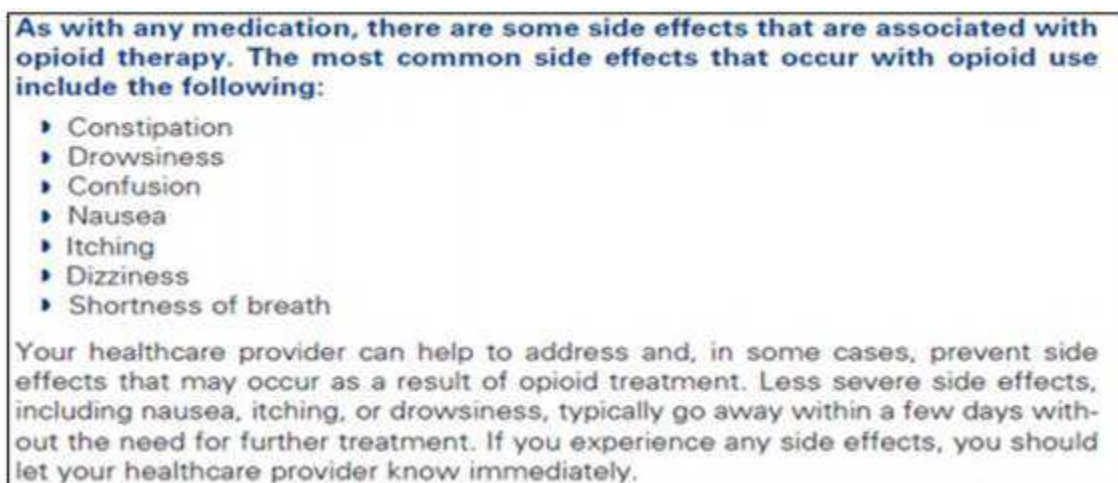 As with any medication, there are some side effects that are associated with
opioid therapy. The most common side effects that occur with opioid use
include the following:
Constipation
Drowsiness
Confusion
Nausea
Itching
Dizziness
Shortness of breath
Your healthcare provider can help to address and, in some cases, prevent side
effects that may occur as a result of opioid treatment. Less severe side effects,
including nausea, itching, or drowsiness, typically go away within a few days with-
out the need for further treatment. If you experience any side effects, you should
let your healthcare provider know immediately.